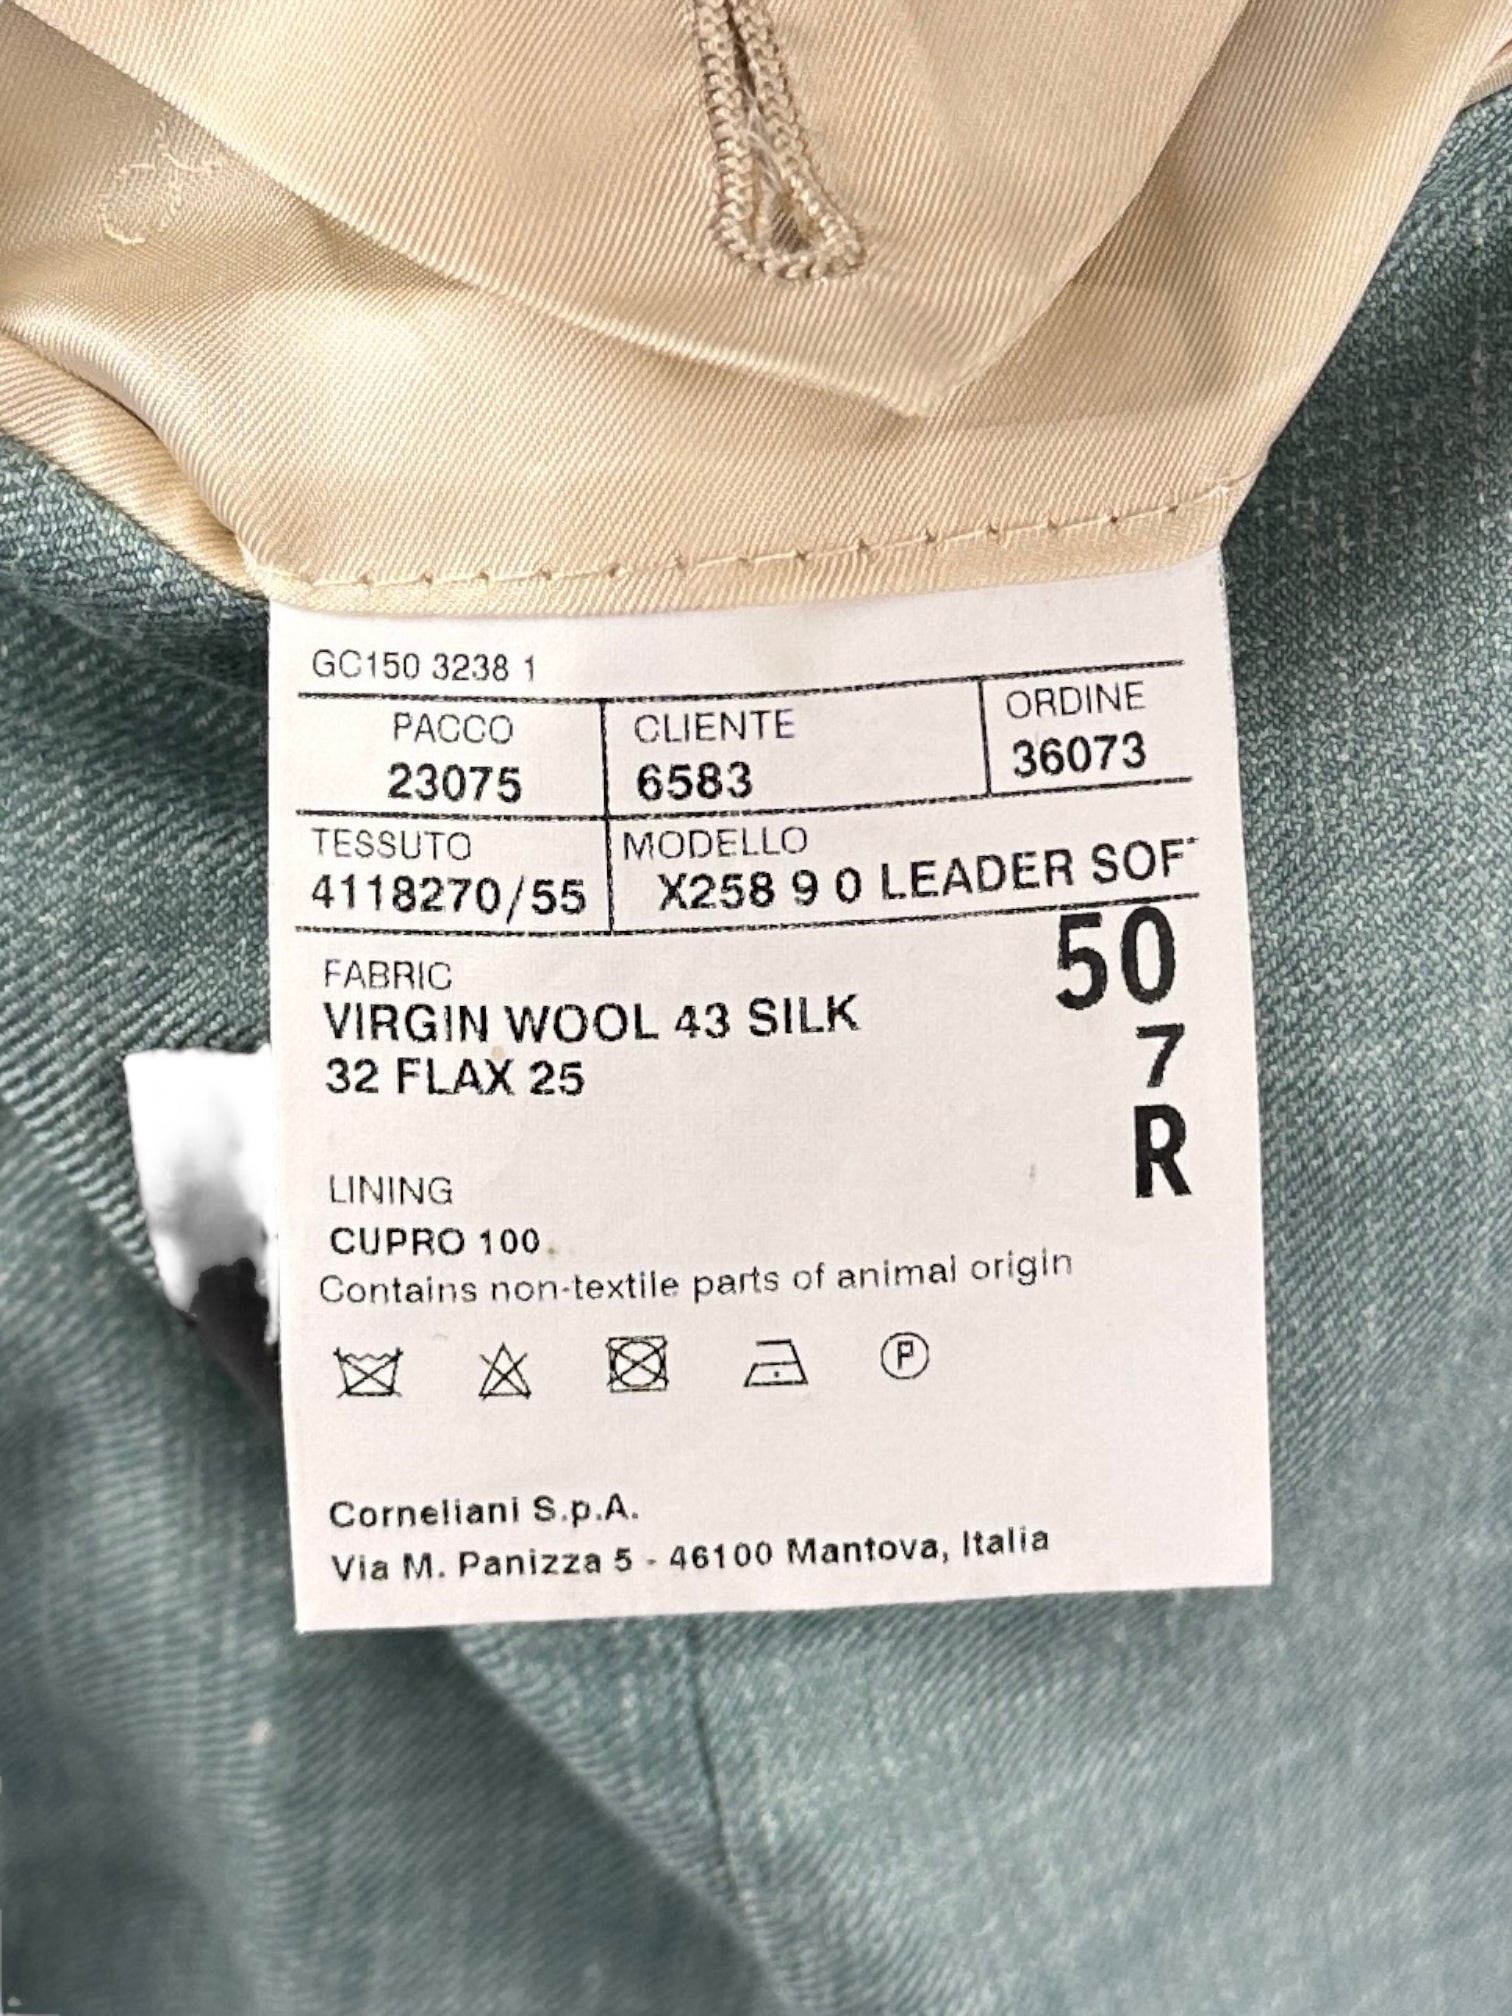 GC150 3238 1
PACCO CLIENTE ORDINE
23075 6583 36073
TESSUTO MODELLO
4118270/55 X258 9 0 LEADER SOF
50
FABRIC
VIRGIN WOOL 43 SILK
32 FLAX 25
7
R
LINING
CUPRO 100
Contains non-textile parts of animal origin
P
Corneliani S.p.A.
Via M. Panizza 5 - 46100 Mantova, Italia